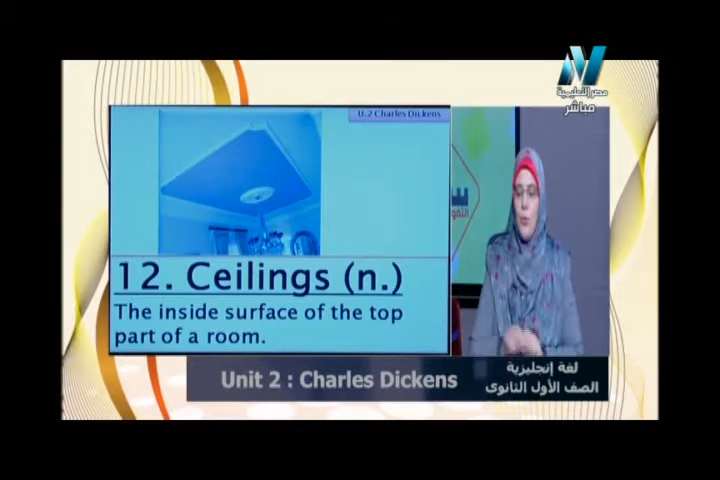 مصر التعليمية
مباشر
U.2 Charles Dickens
12. Ceilings (n.)
The inside surface of the top
part of a room.
لغة إنجليزية
الصف الأول الثانوى
Unit 2 : Charles Dickens